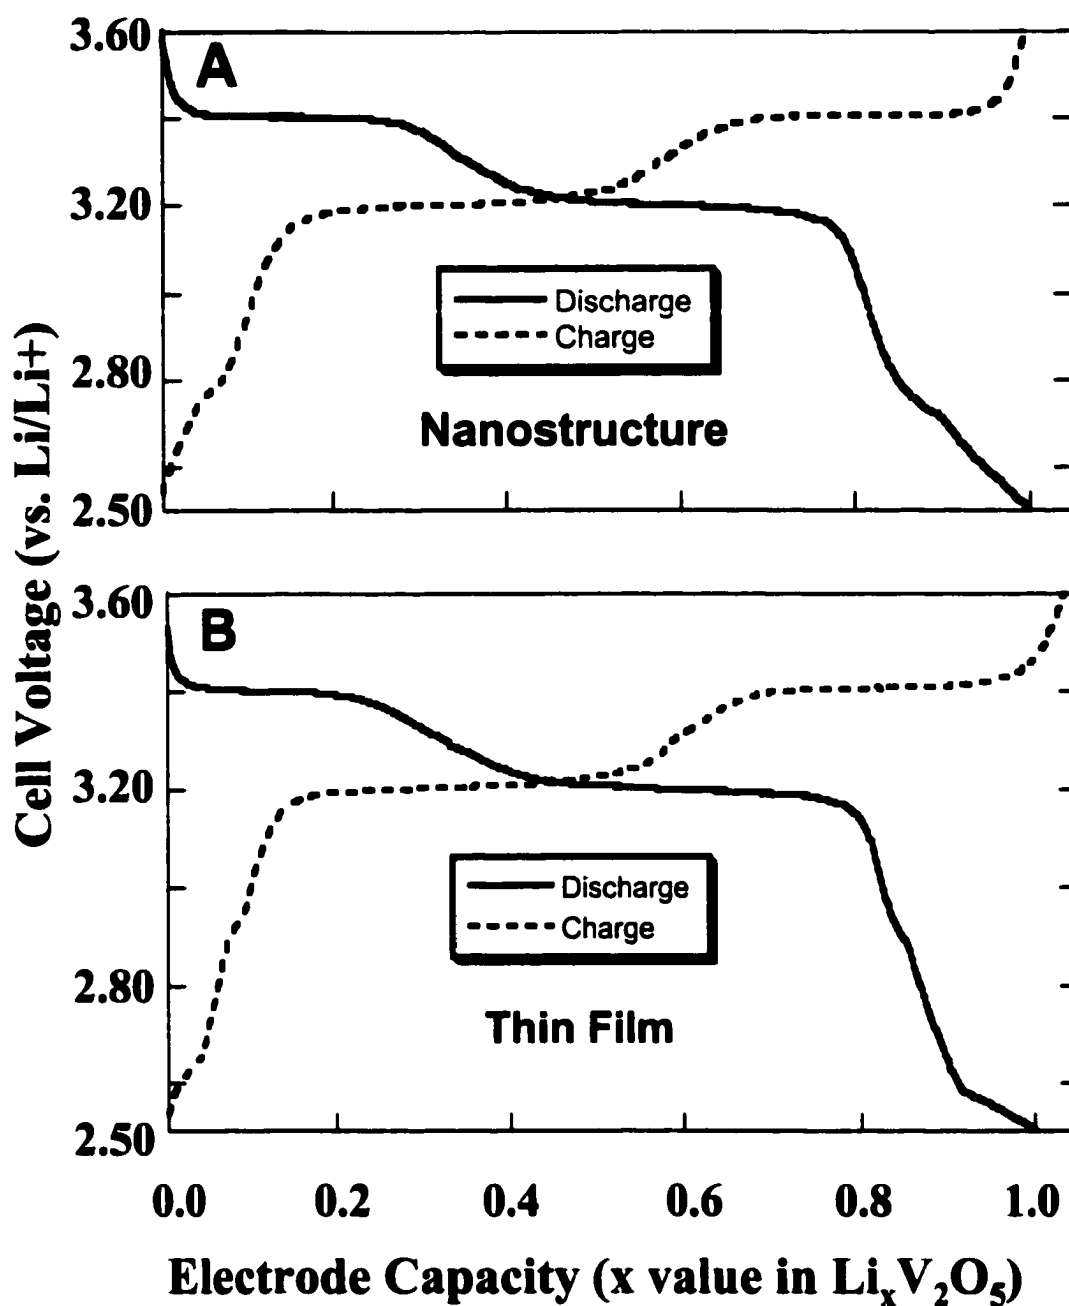 Cell Voltage (vs. Li/Li+)
3.60
A
3.20
Discharge
Charge
2.80
Nanostructure
2.50
3.60
B
3.20
Discharge
Charge
2.80
Thin Film
2.50
0.0 0.2 0.4 0.6 0.8 1.0
Electrode Capacity (x value in LiₓV₂O₅)